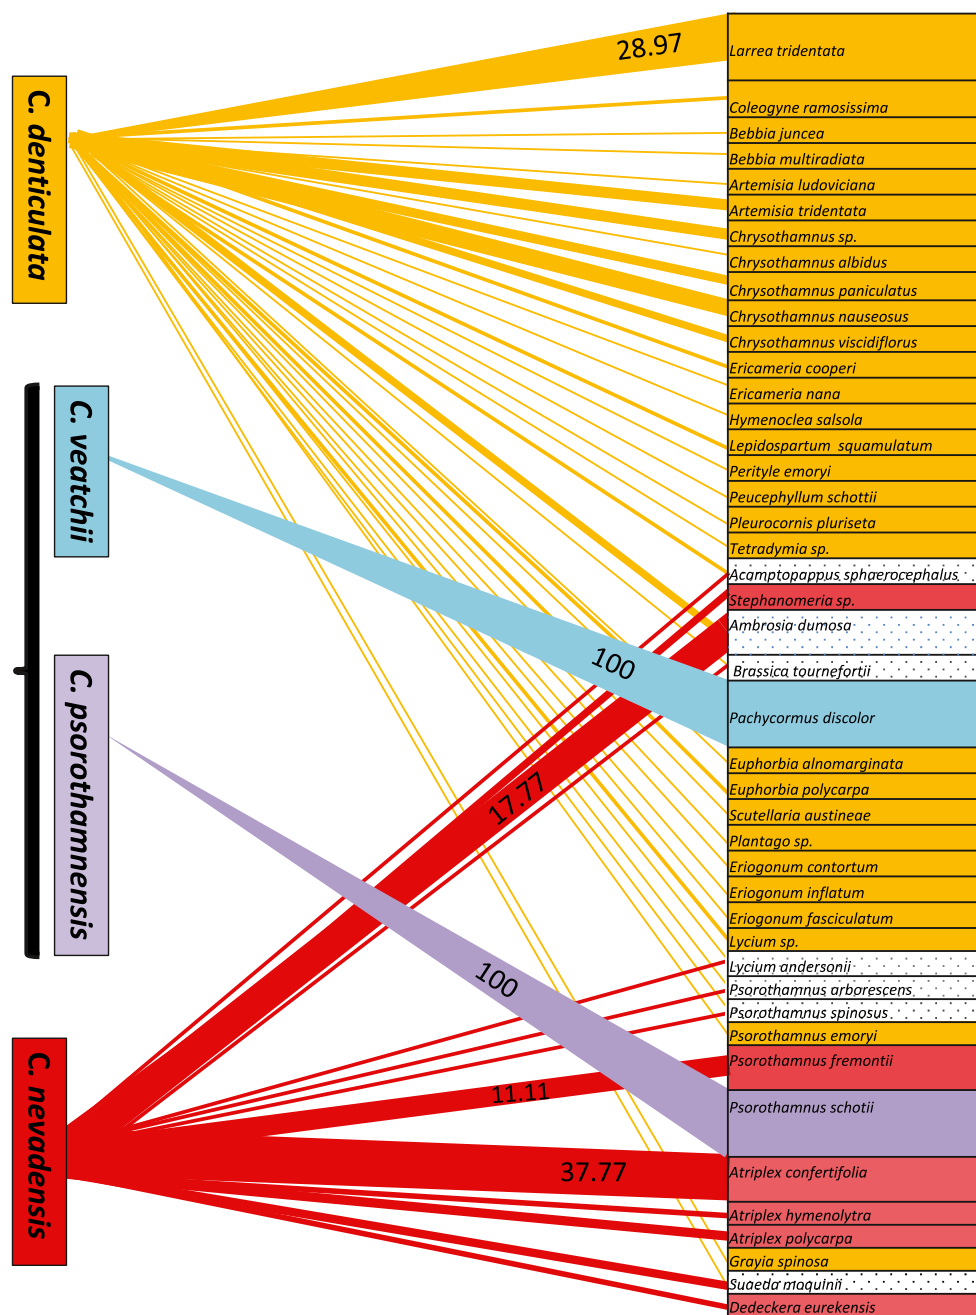 C. denticulata
C. veatchii
C. psorothamnensis
C. nevadensis
28.97
100
17.77
100
11.11
37.77
Larrea tridentata
Coleogyne ramosissima
Bebbia juncea
Bebbia multiradiata
Artemisia ludoviciana
Artemisia tridentata
Chrysothamnus sp.
Chrysothamnus albidus
Chrysothamnus paniculatus
Chrysothamnus nauseosus
Chrysothamnus viscidiflorus
Ericameria cooperi
Ericameria nana
Hymenoclea salsola
Lepidospartum squamulatum
Perityle emoryi
Peucephyllum schottii
Pleurocornis pluriseta
Tetradymia sp.
Acamptopappus sphaerocephalus
Stephanomeria sp.
Ambrosia dumosa
Brassica tournefortii
Pachycormus discolor
Euphorbia alnomarginata
Euphorbia polycarpa
Scutellaria austineae
Plantago sp.
Eriogonum contortum
Eriogonum inflatum
Eriogonum fasciculatum
Lycium sp.
Lycium andersonii
Psorothamnus arborescens
Psorothamnus spinosus
Psorothamnus emoryi
Psorothamnus fremontii
Psorothamnus schotii
Atriplex confertifolia
Atriplex hymenolytra
Atriplex polycarpa
Grayia spinosa
Suaeda moquinii
Dedeckera eurekensis